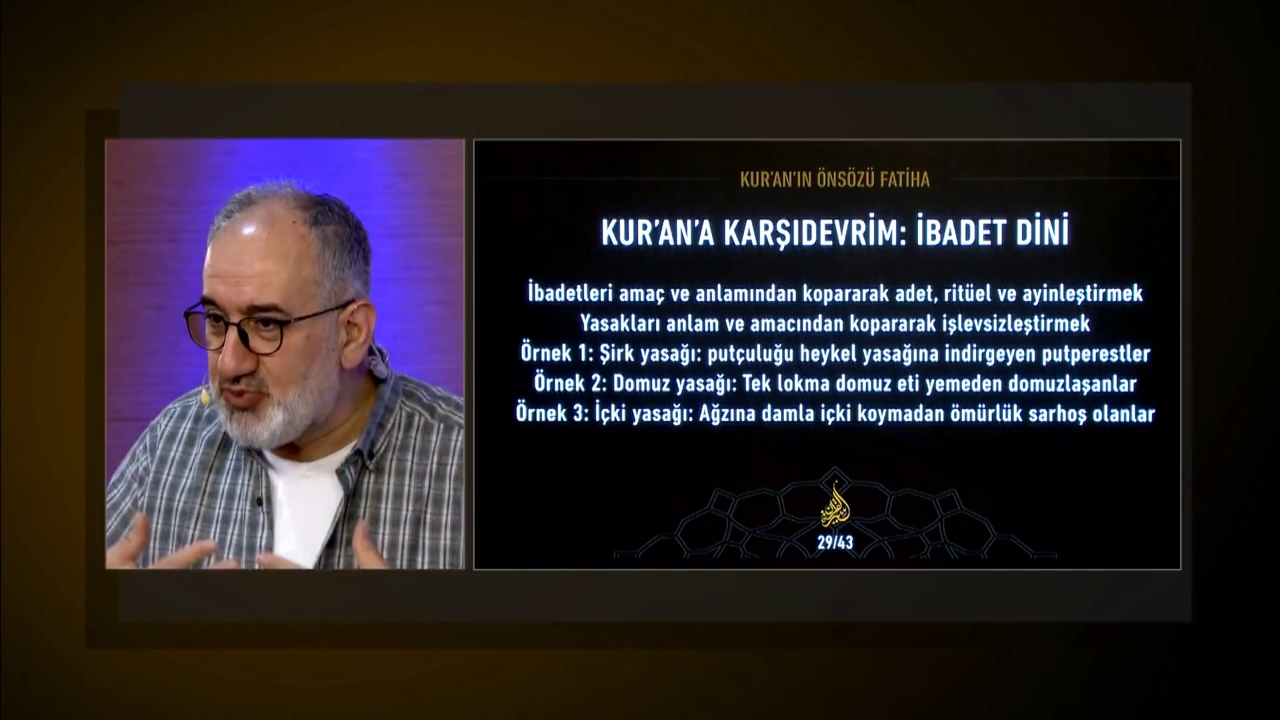 KUR'AN'IN ÖNSÖZÜ FATİHA
KUR'AN'A KARŞIDEVRİM: İBADET DİNİ
İbadetleri amaç ve anlamından kopararak adet, ritüel ve ayinleştirmek
Yasakları anlam ve amacından kopararak işlevsizleştirmek
Örnek 1: Şirk yasağı: putçuluğu heykel yasağına indirgeyen putperestler
Örnek 2: Domuz yasağı: Tek lokma domuz eti yemeden domuzlaşanlar
Örnek 3: İçki yasağı: Ağzına damla içki koymadan ömürlük sarhoş olanlar
29/43